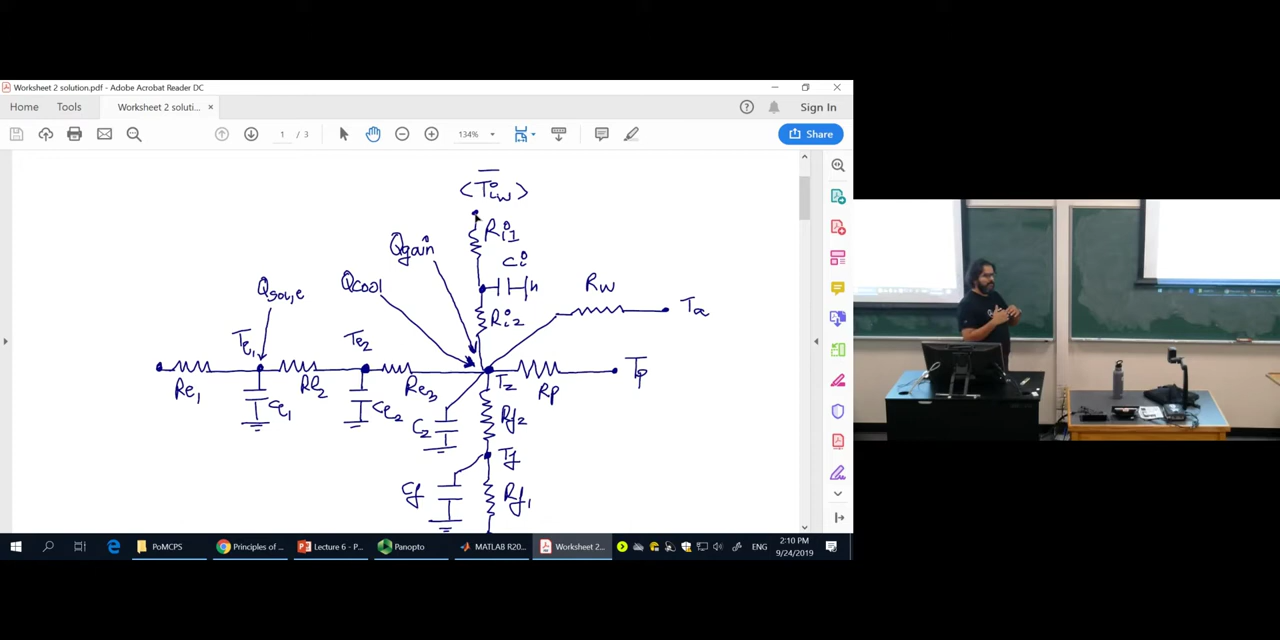 Worksheet 2 solution.pdf - Adobe Acrobat Reader DC
Home Tools Worksheet 2 soluti... × Sign In
1 / 3 134% Share
(T̅iw)
Ri1
Qgain
Ci
Qcool
Rw
Qsol,e
Ri2
Ta
Te1 Te2
Re1 Re2 Re3 Tz Rp Tp
Ce1 Ce2 Cz Rf2
Tf
Cf Rf1
PoMCPS Principles of ... Lecture 6 - P... Panopto MATLAB R20... Worksheet 2... ENG 2:10 PM
9/24/2019